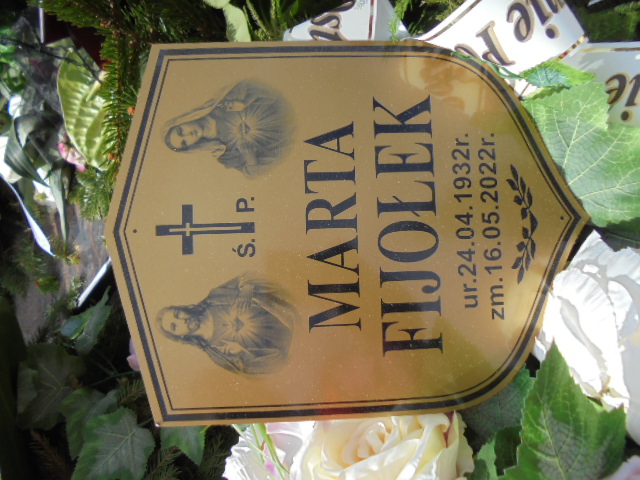 Ś. P.
MARTA
FIJOŁEK
ur.24.04.1932r.
zm.16.05.2022r.